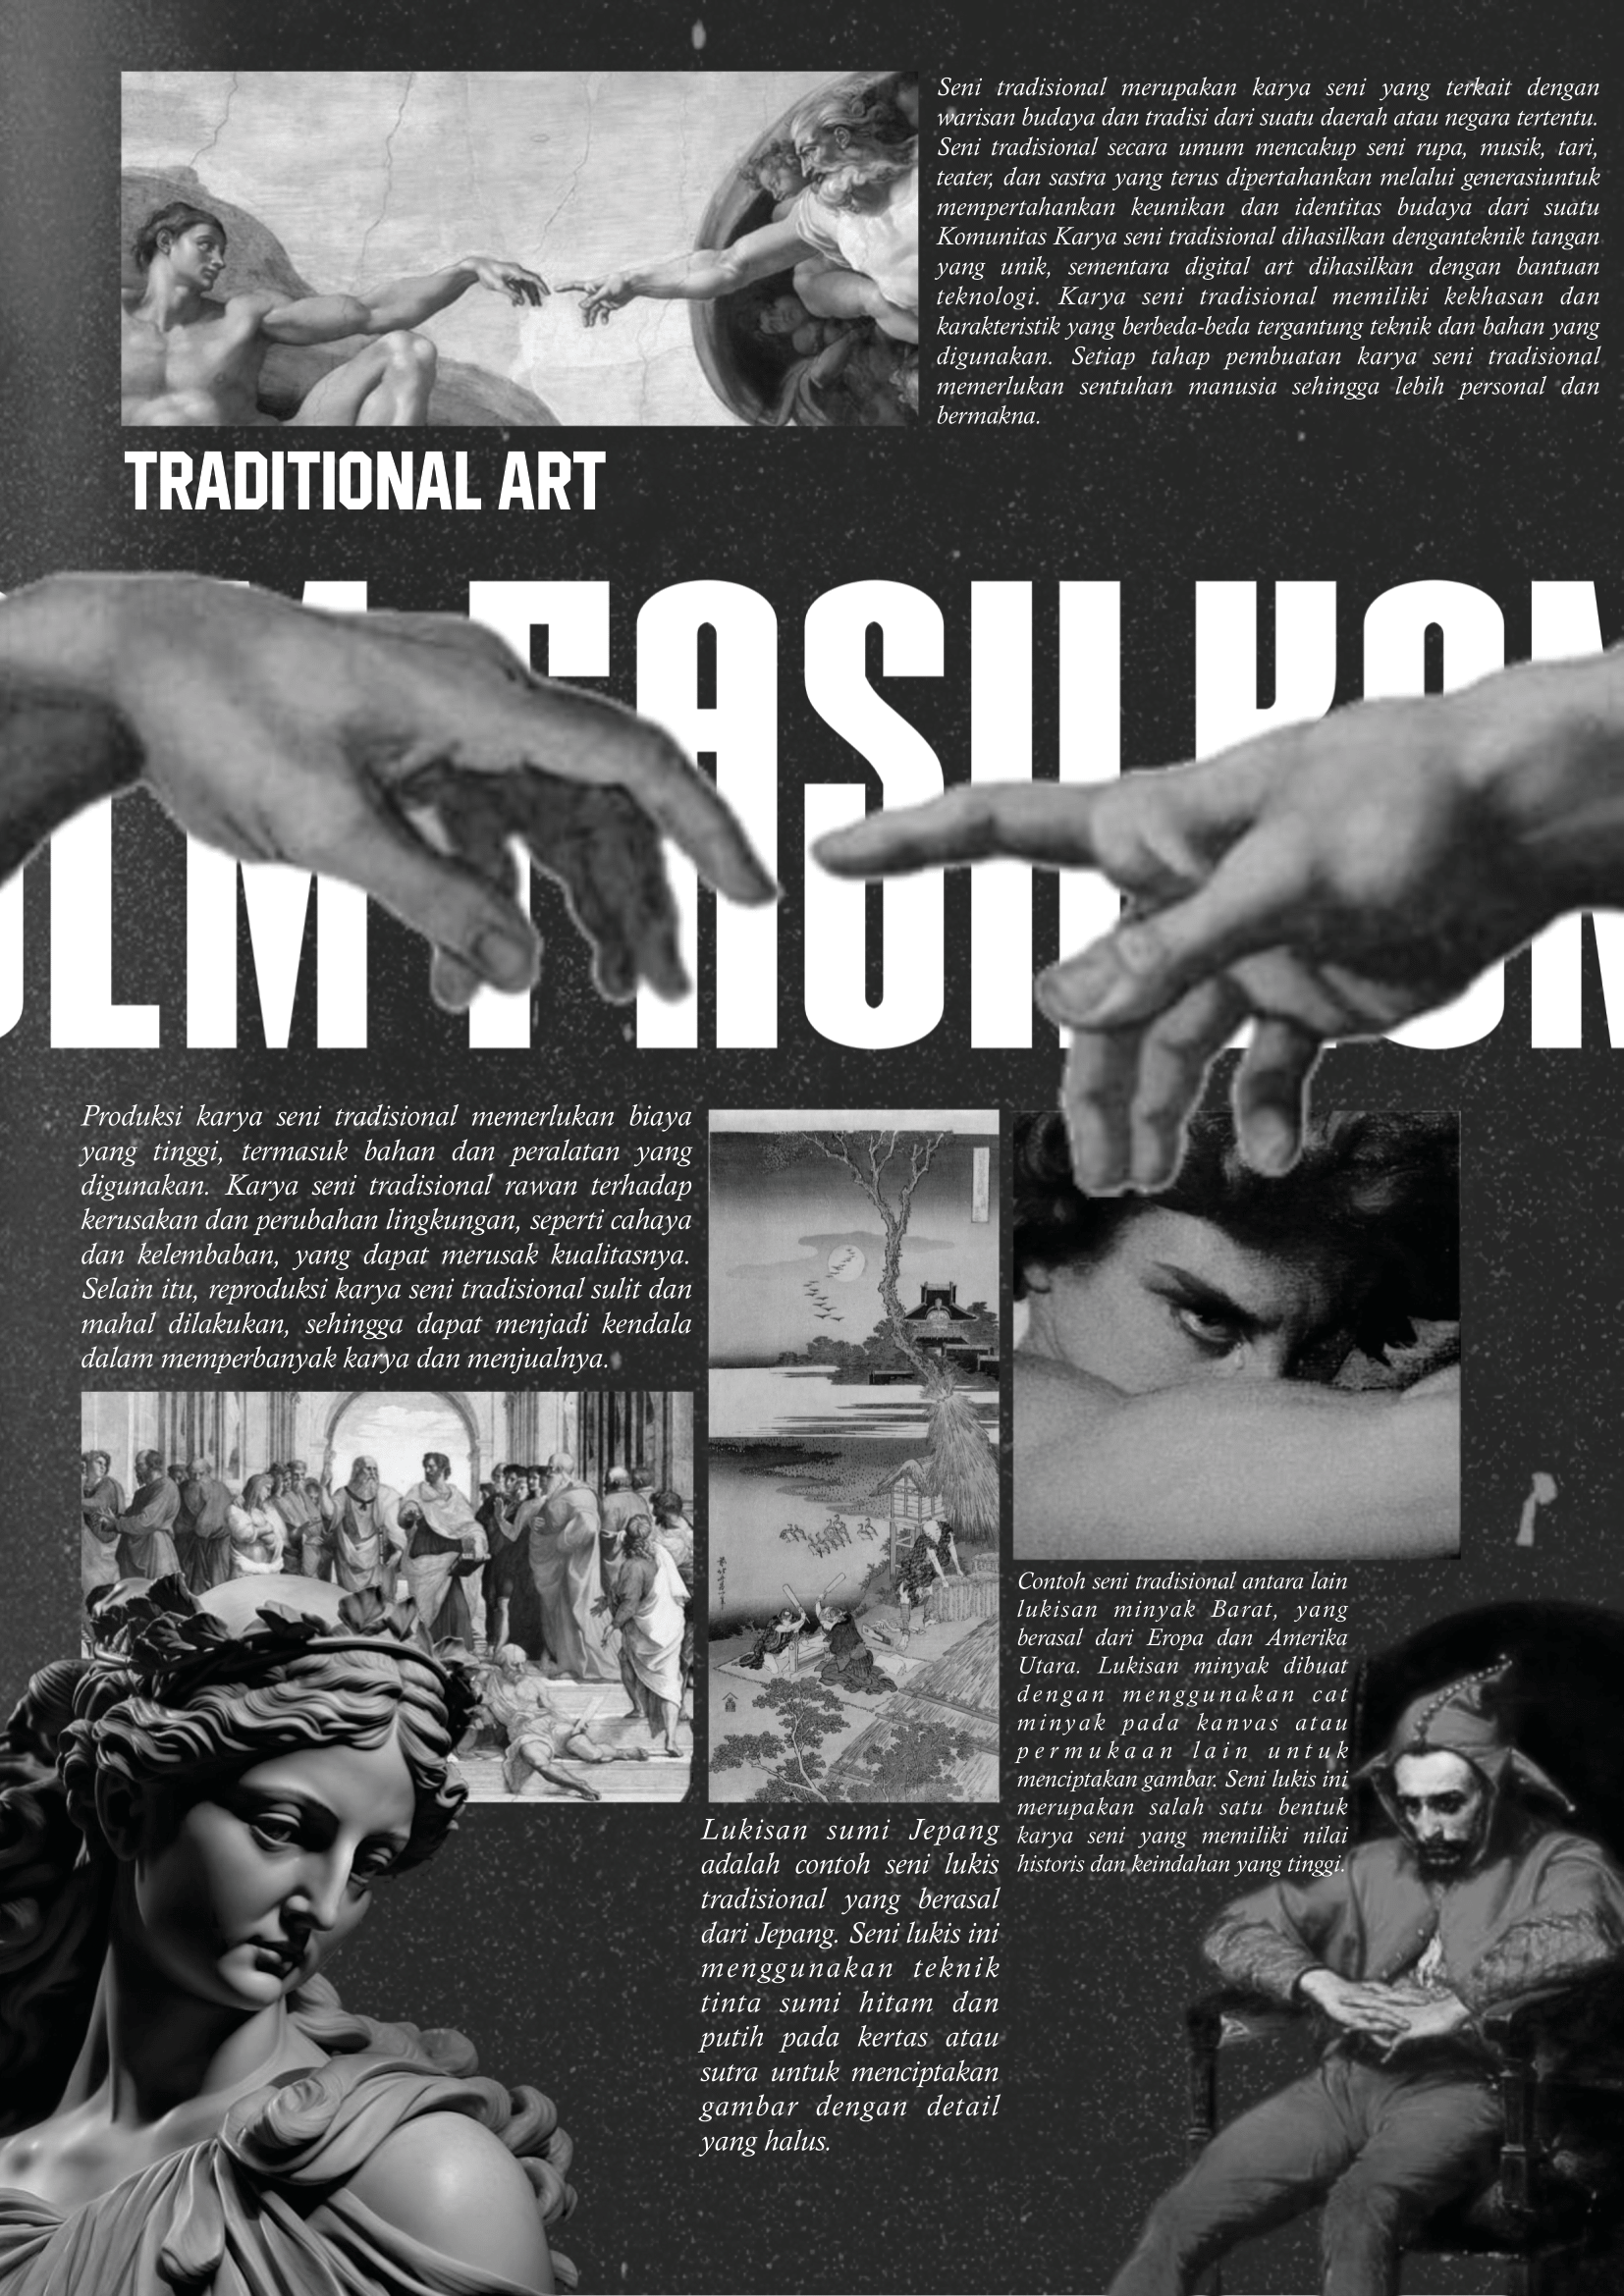 Seni tradisional merupakan karya seni yang terkait dengan
warisan budaya dan tradisi dari suatu daerah atau negara tertentu.
Seni tradisional secara umum mencakup seni rupa, musik, tari,
teater, dan sastra yang terus dipertahankan melalui generasiuntuk
mempertahankan keunikan dan identitas budaya dari suatu
Komunitas Karya seni tradisional dihasilkan denganteknik tangan
yang unik, sementara digital art dihasilkan dengan bantuan
teknologi. Karya seni tradisional memiliki kekhasan dan
karakteristik yang berbeda-beda tergantung teknik dan bahan yang
digunakan. Setiap tahap pembuatan karya seni tradisional
memerlukan sentuhan manusia sehingga lebih personal dan
bermakna.
TRADITIONAL ART
Produksi karya seni tradisional memerlukan biaya
yang tinggi, termasuk bahan dan peralatan yang
digunakan. Karya seni tradisional rawan terhadap
kerusakan dan perubahan lingkungan, seperti cahaya
dan kelembaban, yang dapat merusak kualitasnya.
Selain itu, reproduksi karya seni tradisional sulit dan
mahal dilakukan, sehingga dapat menjadi kendala
dalam memperbanyak karya dan menjualnya.
Lukisan sumi Jepang
adalah contoh seni lukis
tradisional yang berasal
dari Jepang. Seni lukis ini
menggunakan teknik
tinta sumi hitam dan
putih pada kertas atau
sutra untuk menciptakan
gambar dengan detail
yang halus.
Contoh seni tradisional antara lain
lukisan minyak Barat, yang
berasal dari Eropa dan Amerika
Utara. Lukisan minyak dibuat
dengan menggunakan cat
minyak pada kanvas atau
permukaan lain untuk
menciptakan gambar. Seni lukis ini
merupakan salah satu bentuk
karya seni yang memiliki nilai
historis dan keindahan yang tinggi.